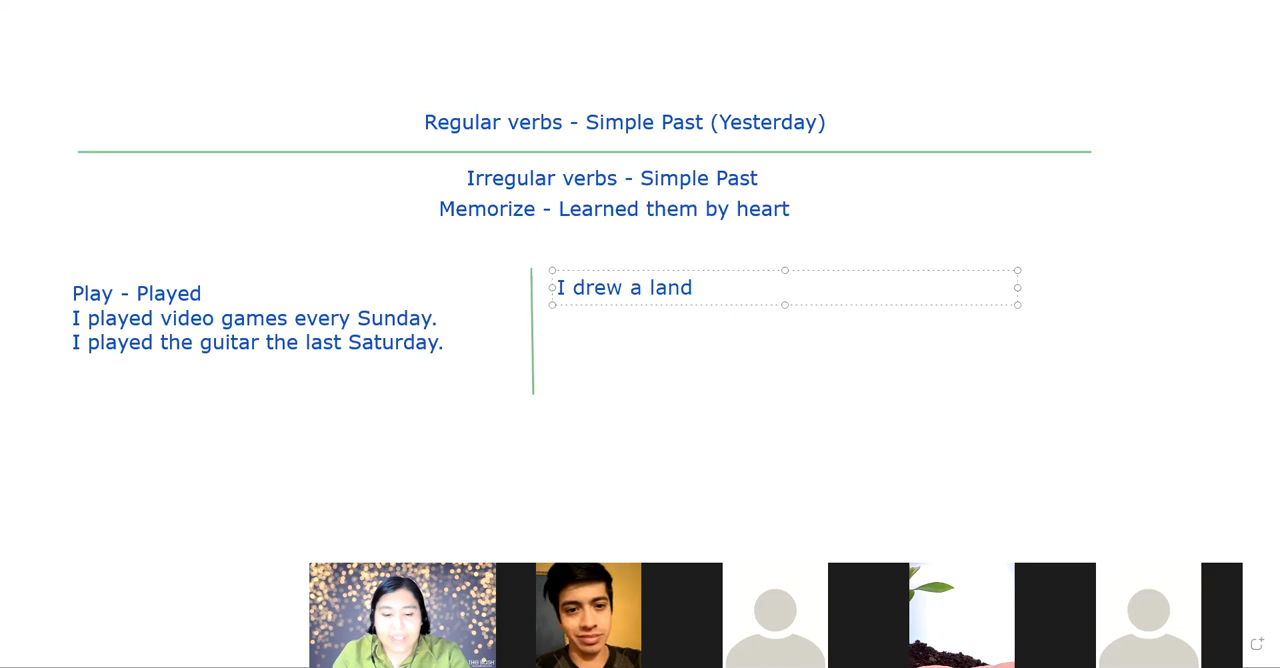 Regular verbs - Simple Past (Yesterday)
Irregular verbs - Simple Past
Memorize - Learned them by heart
Play - Played
I played video games every Sunday.
I played the guitar the last Saturday.
I drew a land